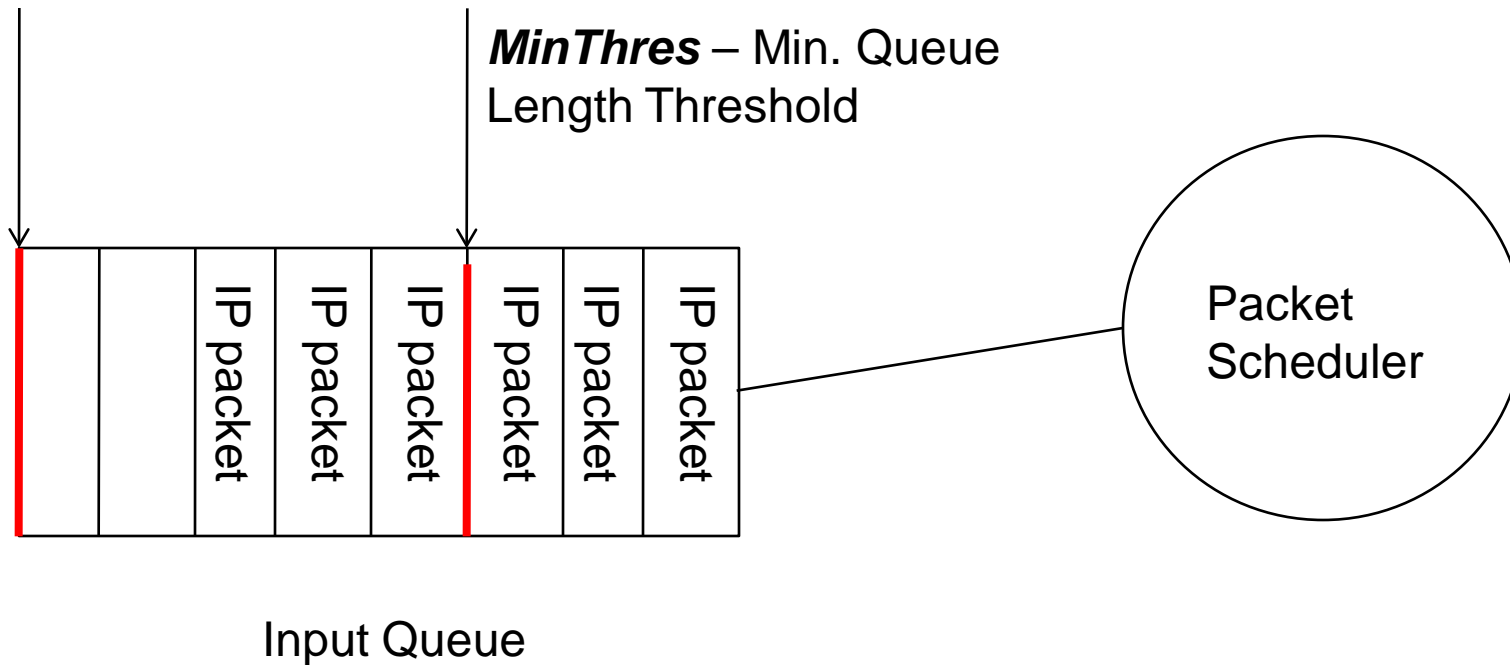 MinThres – Min. Queue
Length Threshold
IP packet
IP packet
IP packet
IP packet
IP packet
IP packet
Packet
Scheduler
Input Queue